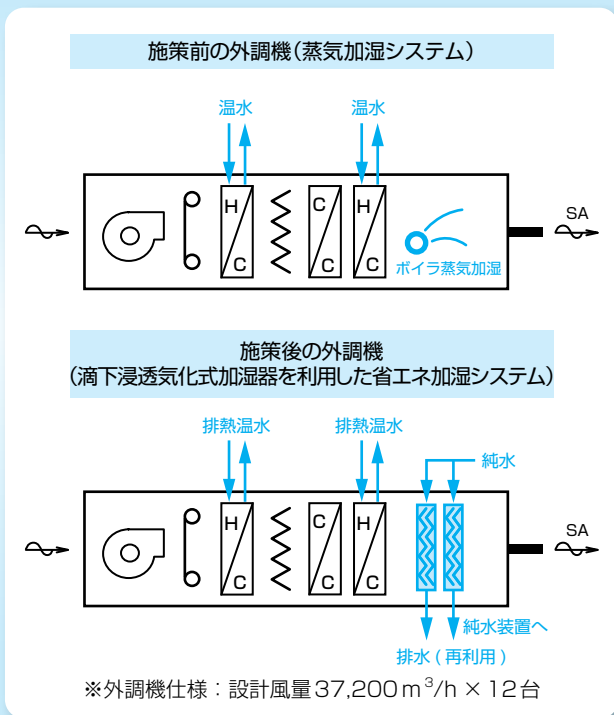 施策前の外調機(蒸気加湿システム)
温水
温水
H
C
C
C
H
C
SA
ボイラ蒸気加湿
施策後の外調機
(滴下浸透気化式加湿器を利用した省エネ加湿システム)
排熱温水
排熱温水
純水
H
C
C
C
H
C
SA
純水装置へ
排水(再利用)
※外調機仕様：設計風量37,200m³/h×12台